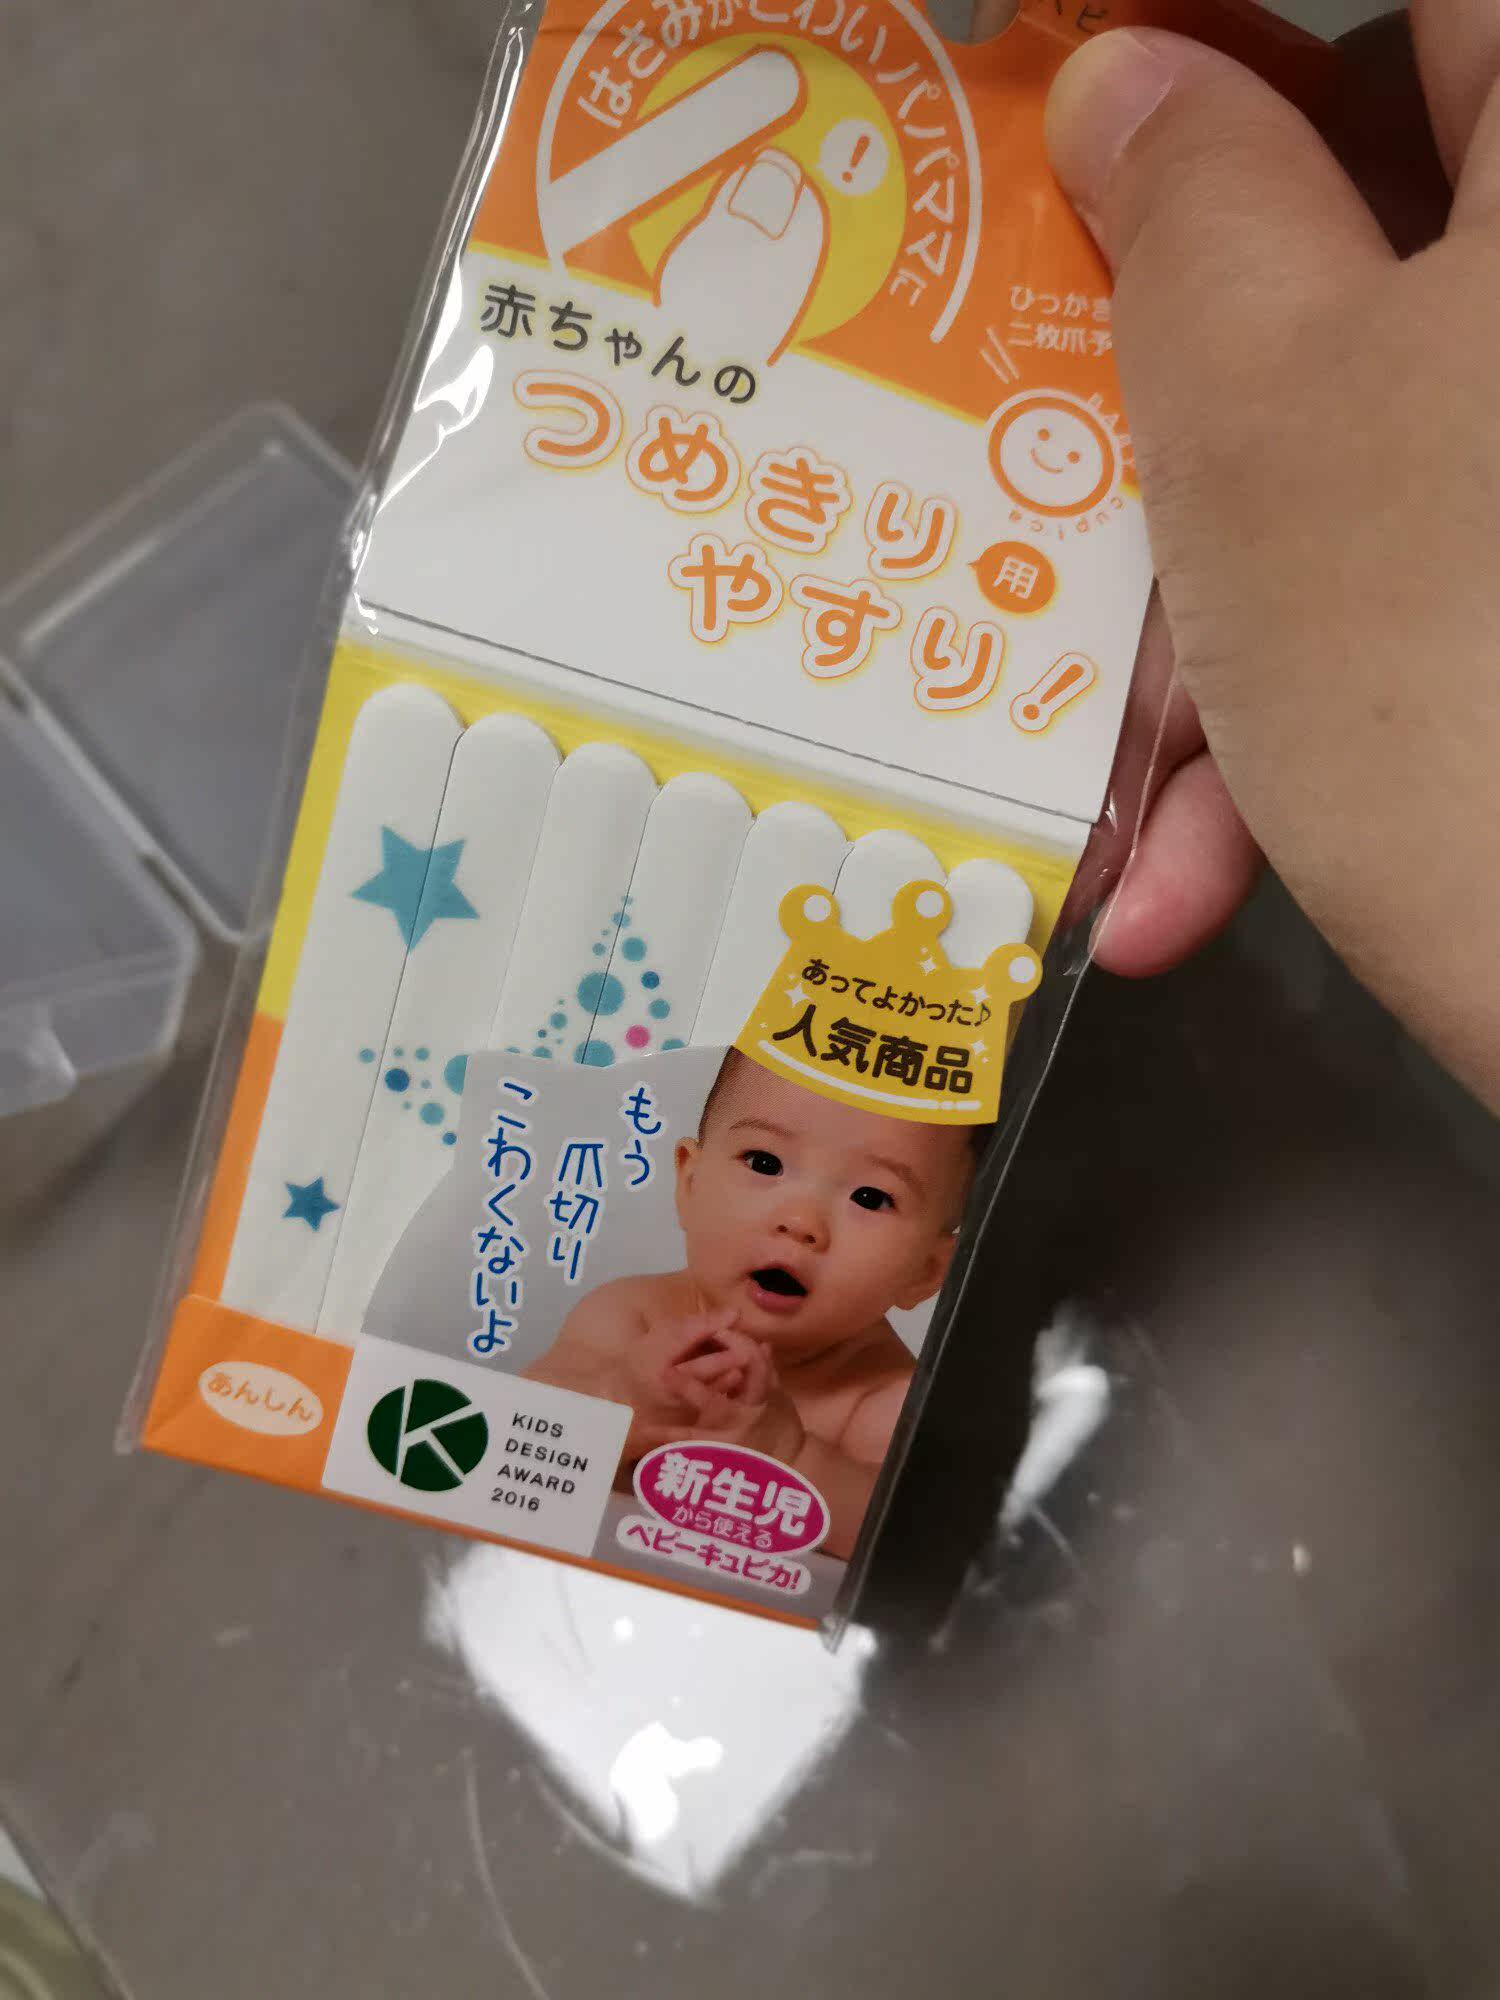 はさみがこわいパパママに
!
ひっかき
二枚爪予
赤ちゃんの
つめきり用
やすり!
cupica
あってよかった♪
人気商品
もう
爪切り
こわくないよ
あんしん
KIDS
DESIGN
AWARD
2016
新生児
から使える
ベビーキュピカ!